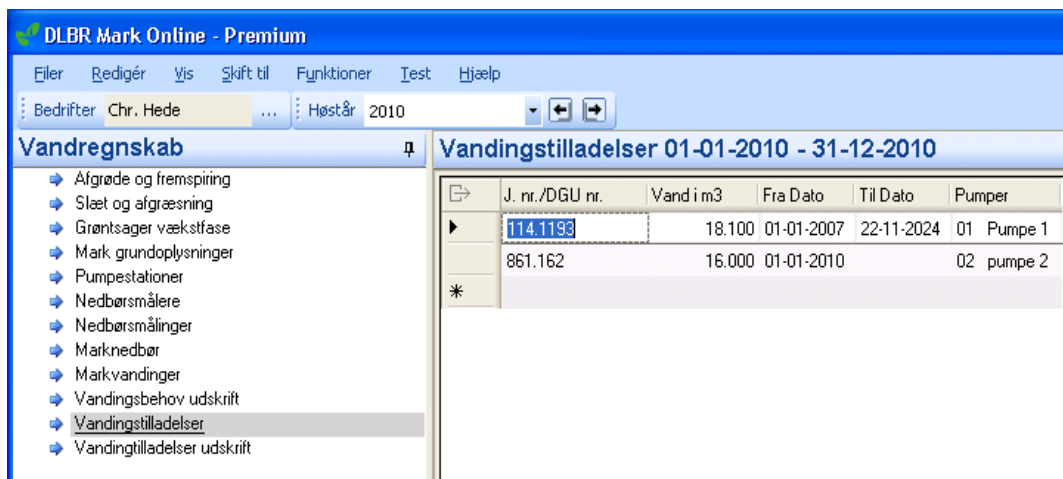 DLBR Mark Online - Premium
Filer Redigér Vis Skift til Funktioner Test Hjælp
Bedrifter Chr. Hede ... Høstår 2010
Vandregnskab
Afgrøde og fremspiring
Slæt og afgræsning
Grøntsager vækstfase
Mark grundoplysninger
Pumpestationer
Nedbørsmålere
Nedbørsmålinger
Marknedbør
Markvandinger
Vandingsbehov udskrift
Vandingstilladelser
Vandingtilladelser udskrift
Vandingstilladelser 01-01-2010 - 31-12-2010
J. nr./DGU nr. Vand i m3 Fra Dato Til Dato Pumper
114.1193 18.100 01-01-2007 22-11-2024 01 Pumpe 1
861.162 16.000 01-01-2010 02 pumpe 2